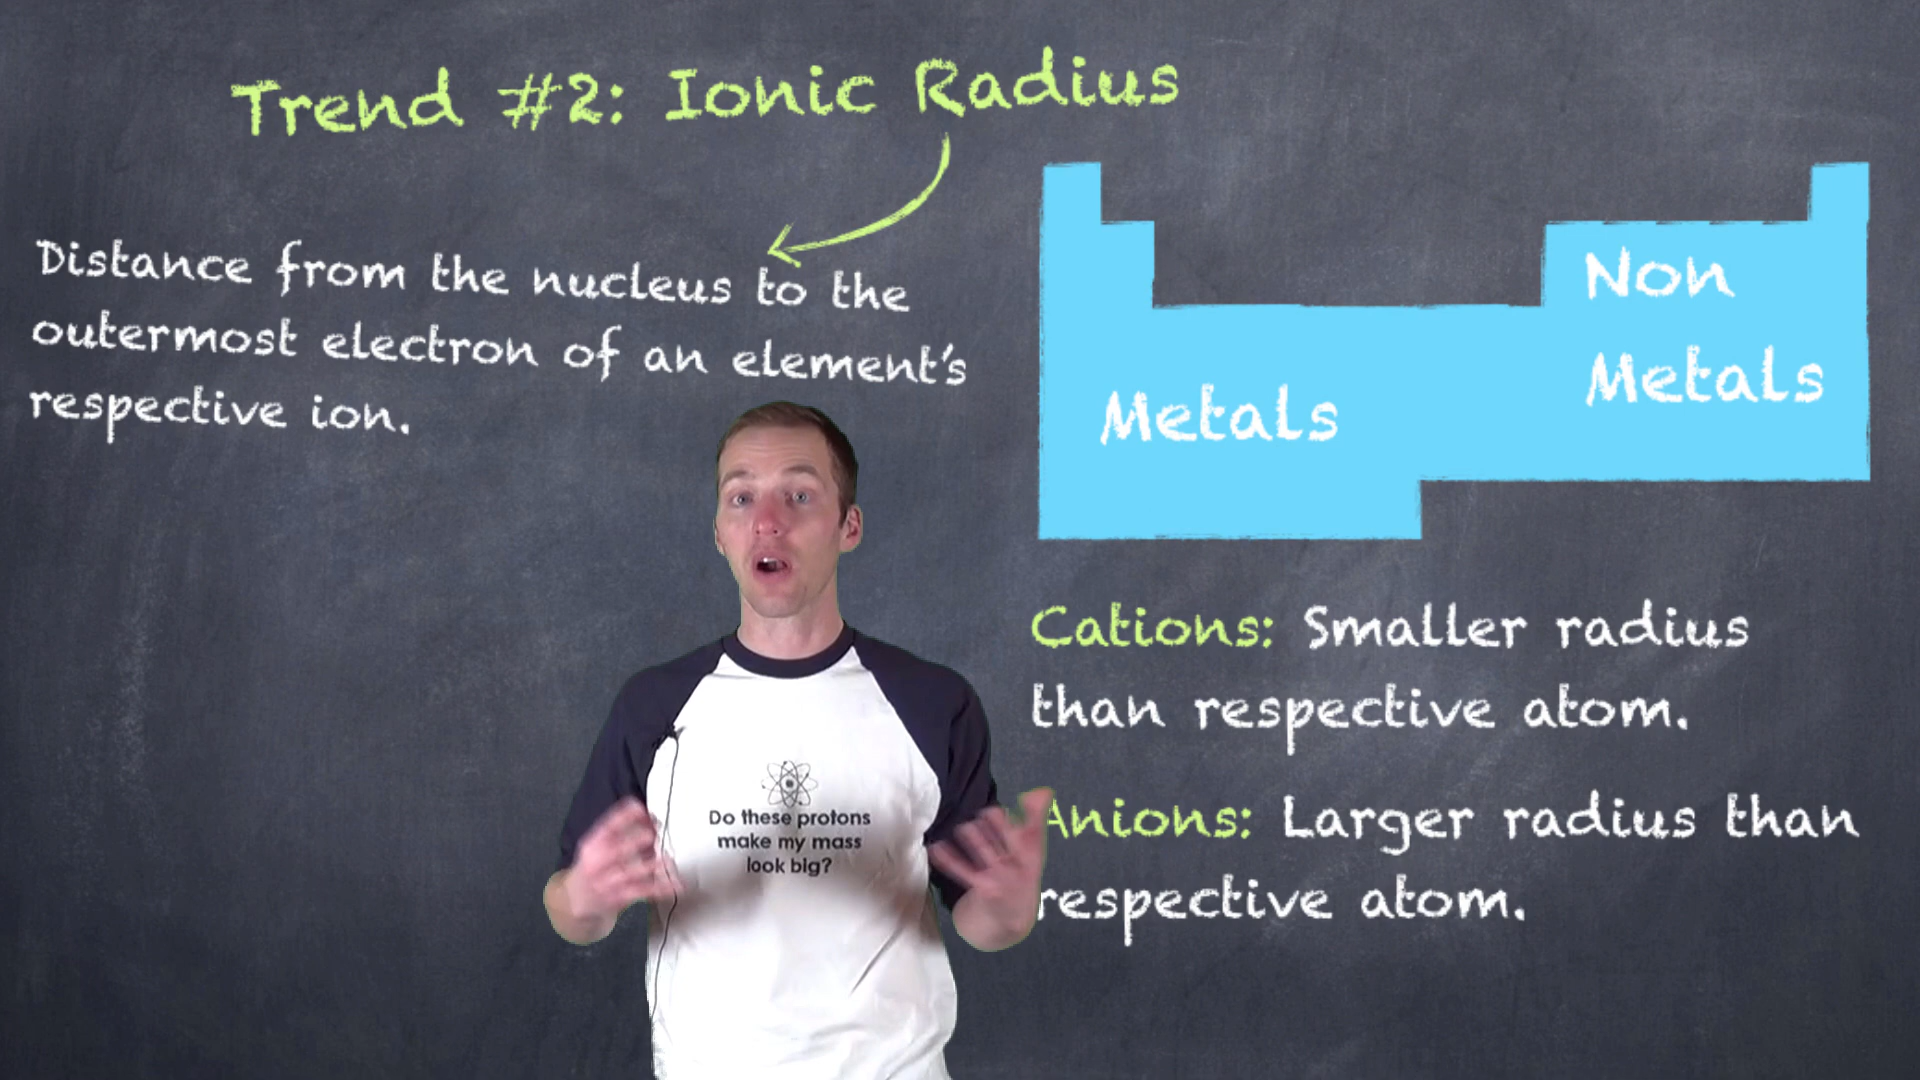 Trend #2: Ionic Radius
Distance from the nucleus to the
outermost electron of an element's
respective ion.
Non
Metals
Metals
Cations: Smaller radius
than respective atom.
Anions: Larger radius than
respective atom.
Do these protons
make my mass
look big?